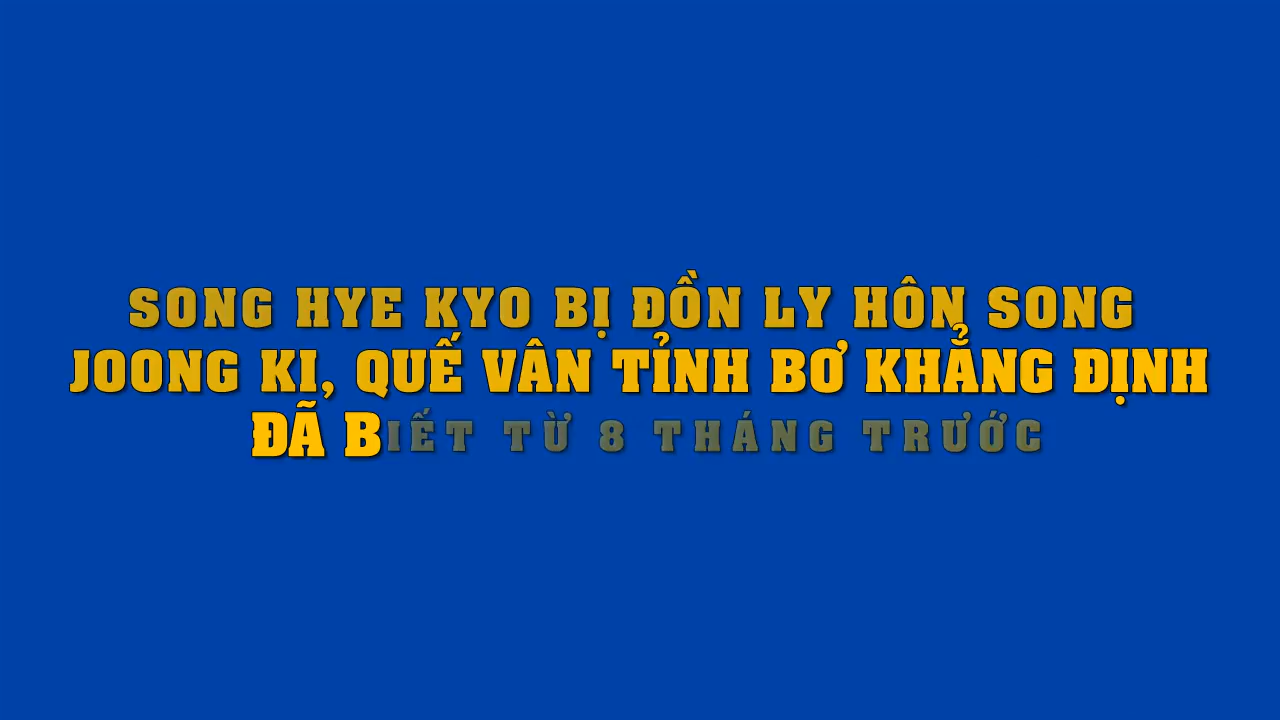 SONG HYE KYO BỊ ĐỒN LY HÔN SONG
JOONG KI, QUẾ VÂN TỈNH BƠ KHẲNG ĐỊNH
ĐÃ BIẾT TỪ 8 THÁNG TRƯỚC